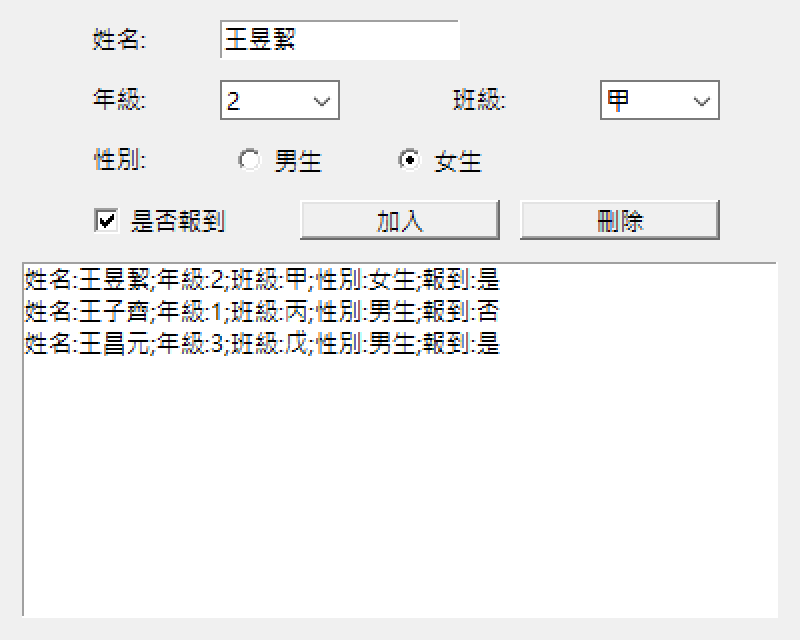 姓名: 王昱絜
年級: 2 班級: 甲
性別: 男生 女生
是否報到 加入 刪除
姓名:王昱絜;年級:2;班級:甲;性別:女生;報到:是
姓名:王子齊;年級:1;班級:丙;性別:男生;報到:否
姓名:王昌元;年級:3;班級:戊;性別:男生;報到:是